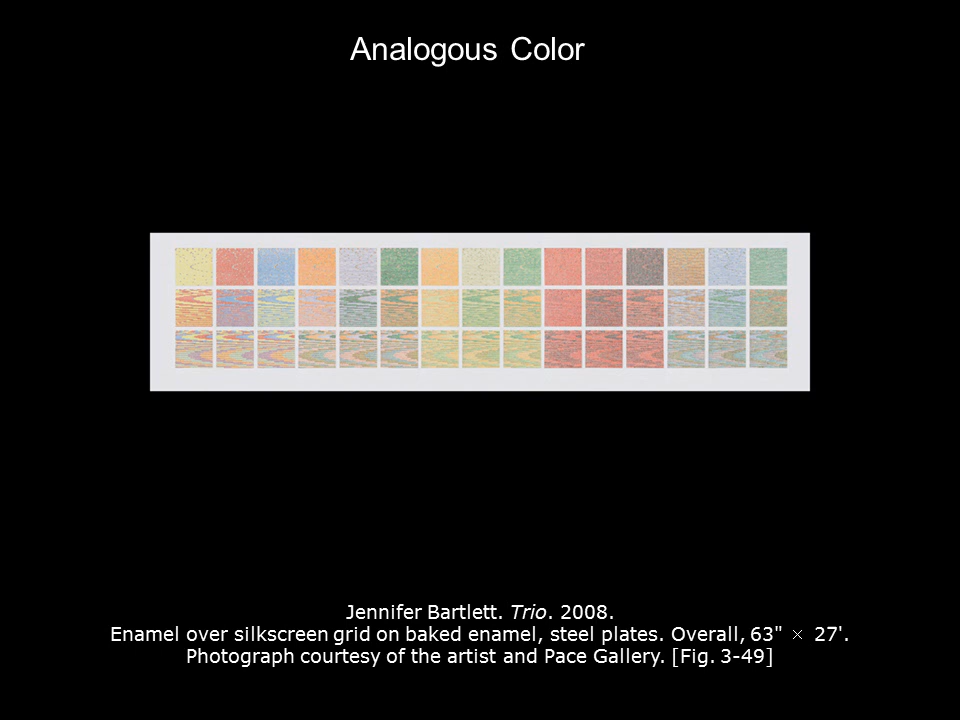 Analogous Color
Jennifer Bartlett. Trio. 2008.
Enamel over silkscreen grid on baked enamel, steel plates. Overall, 63" × 27'.
Photograph courtesy of the artist and Pace Gallery. [Fig. 3-49]